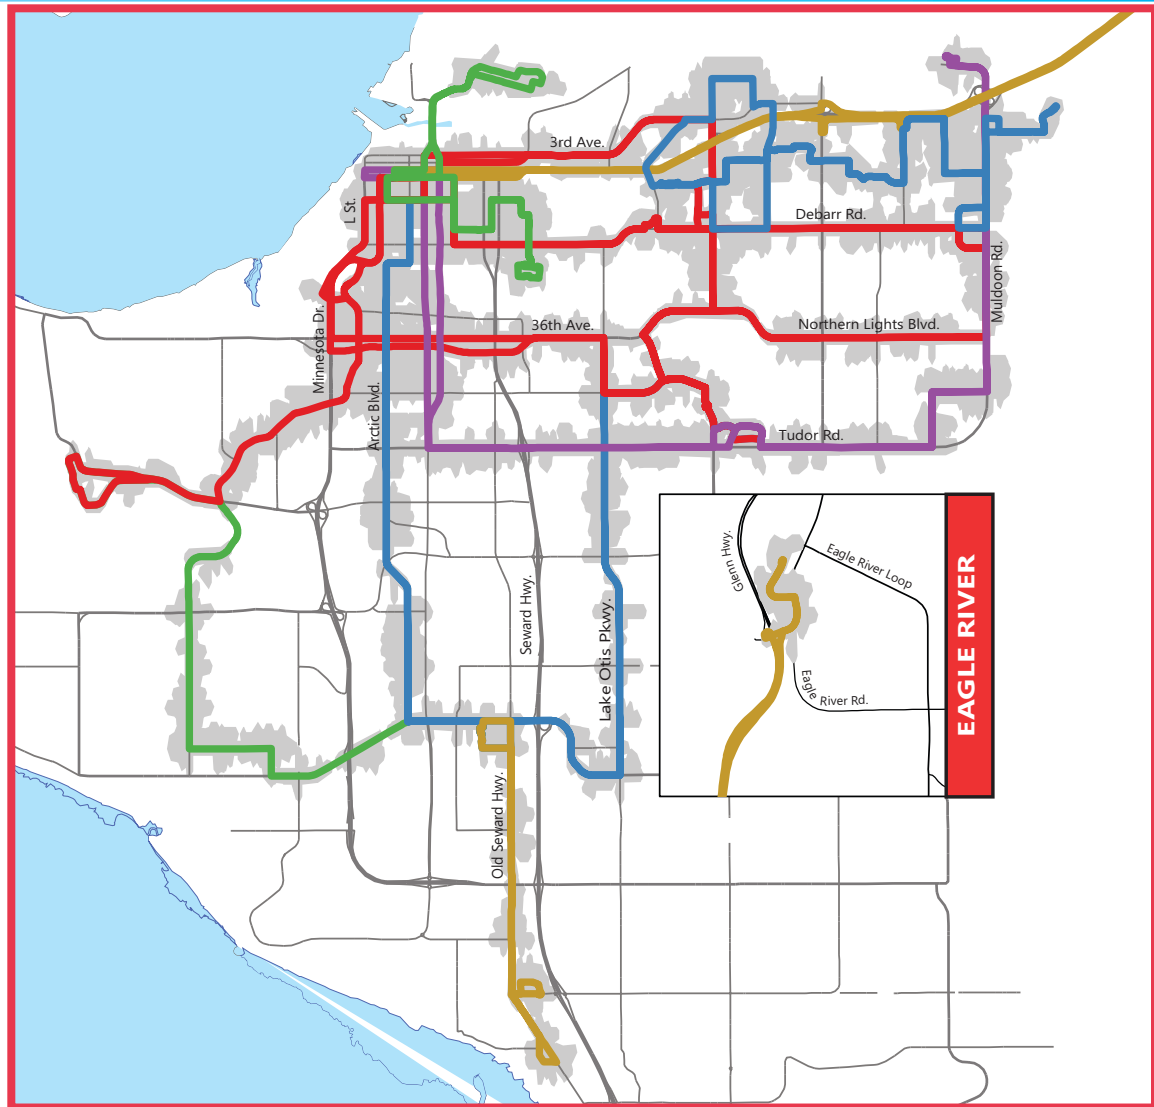 3rd Ave.
L St.
Debarr Rd.
Muldoon Rd.
Minnesota Dr.
36th Ave.
Northern Lights Blvd.
Arctic Blvd.
Tudor Rd.
Glenn Hwy.
Eagle River Loop
Seward Hwy.
Lake Otis Pkwy.
Eagle
River Rd.
EAGLE RIVER
Old Seward Hwy.